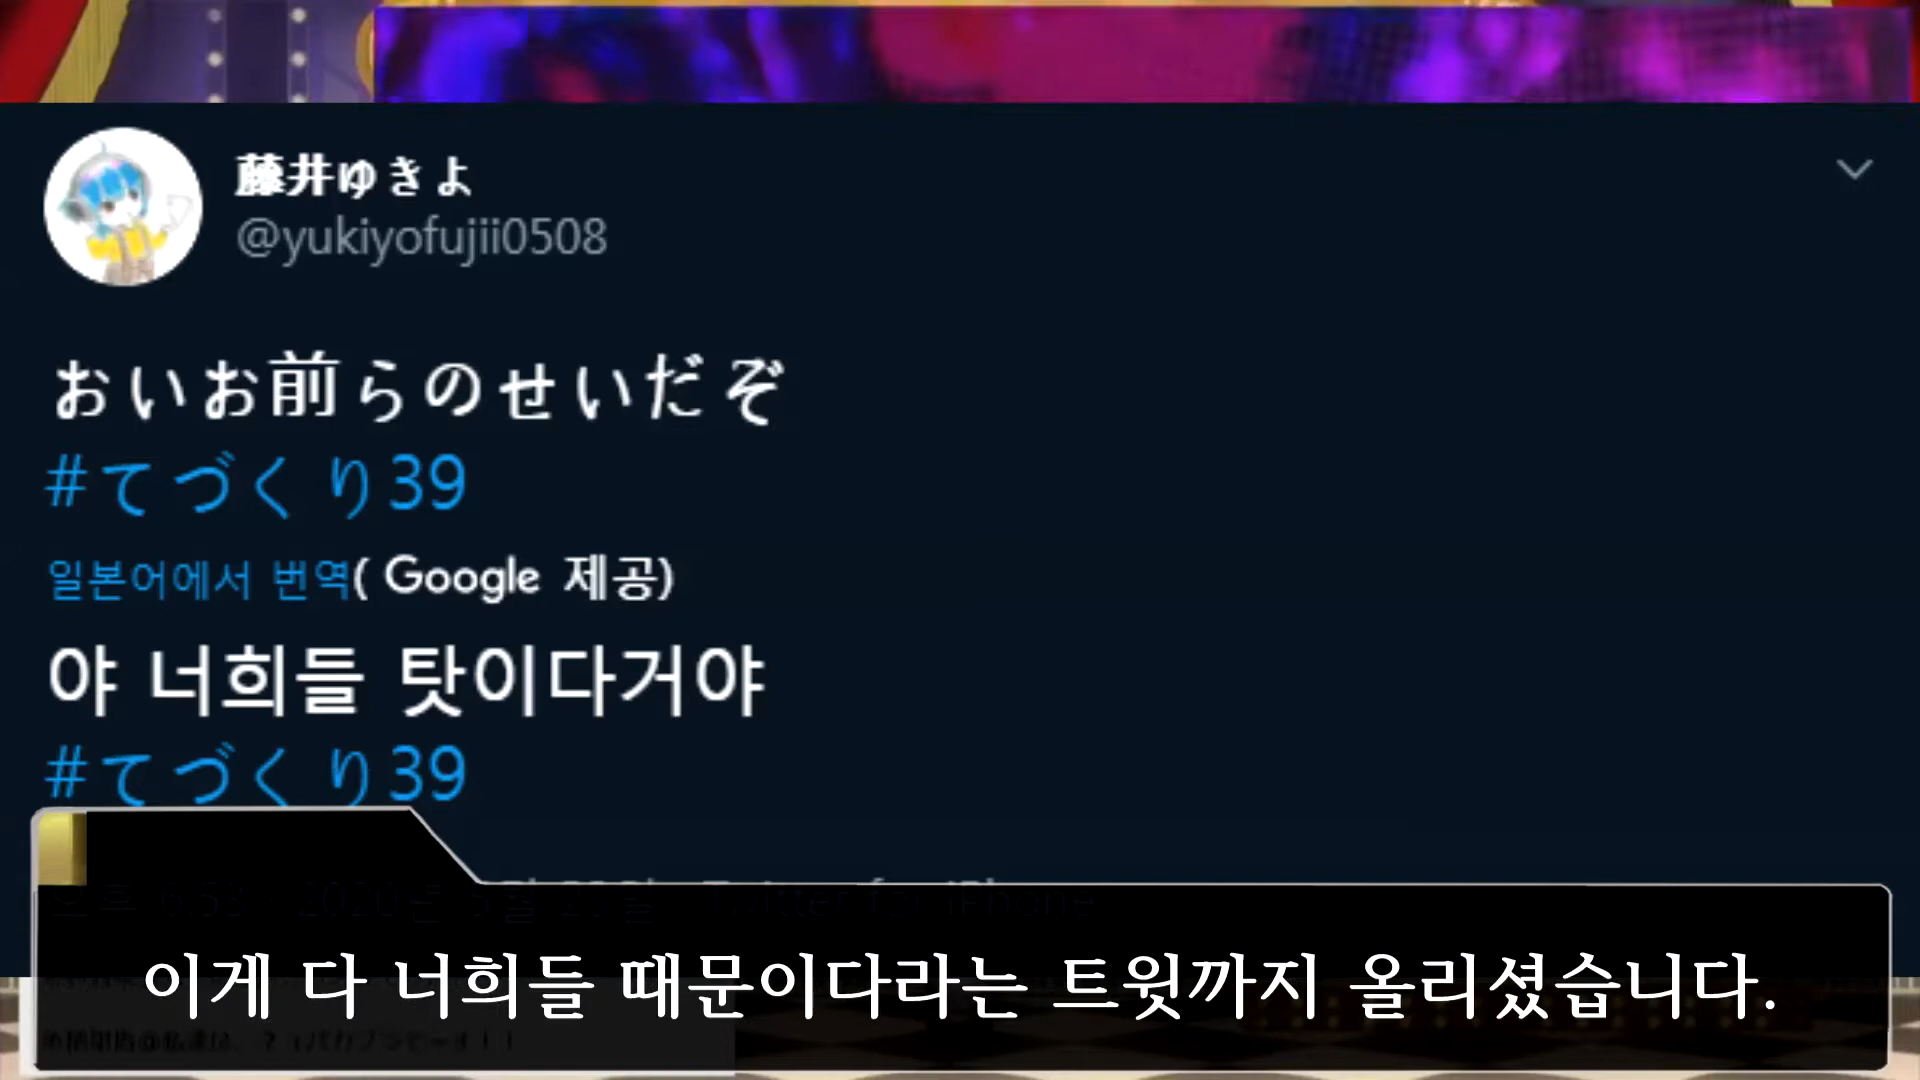 藤井ゆきよ
@yukiyofujii0508
おいお前らのせいだぞ
#てづくり39
일본어에서 번역( Google 제공)
야 너희들 탓이다거야
#てづくり39
이게 다 너희들 때문이다라는 트윗까지 올리셨습니다.